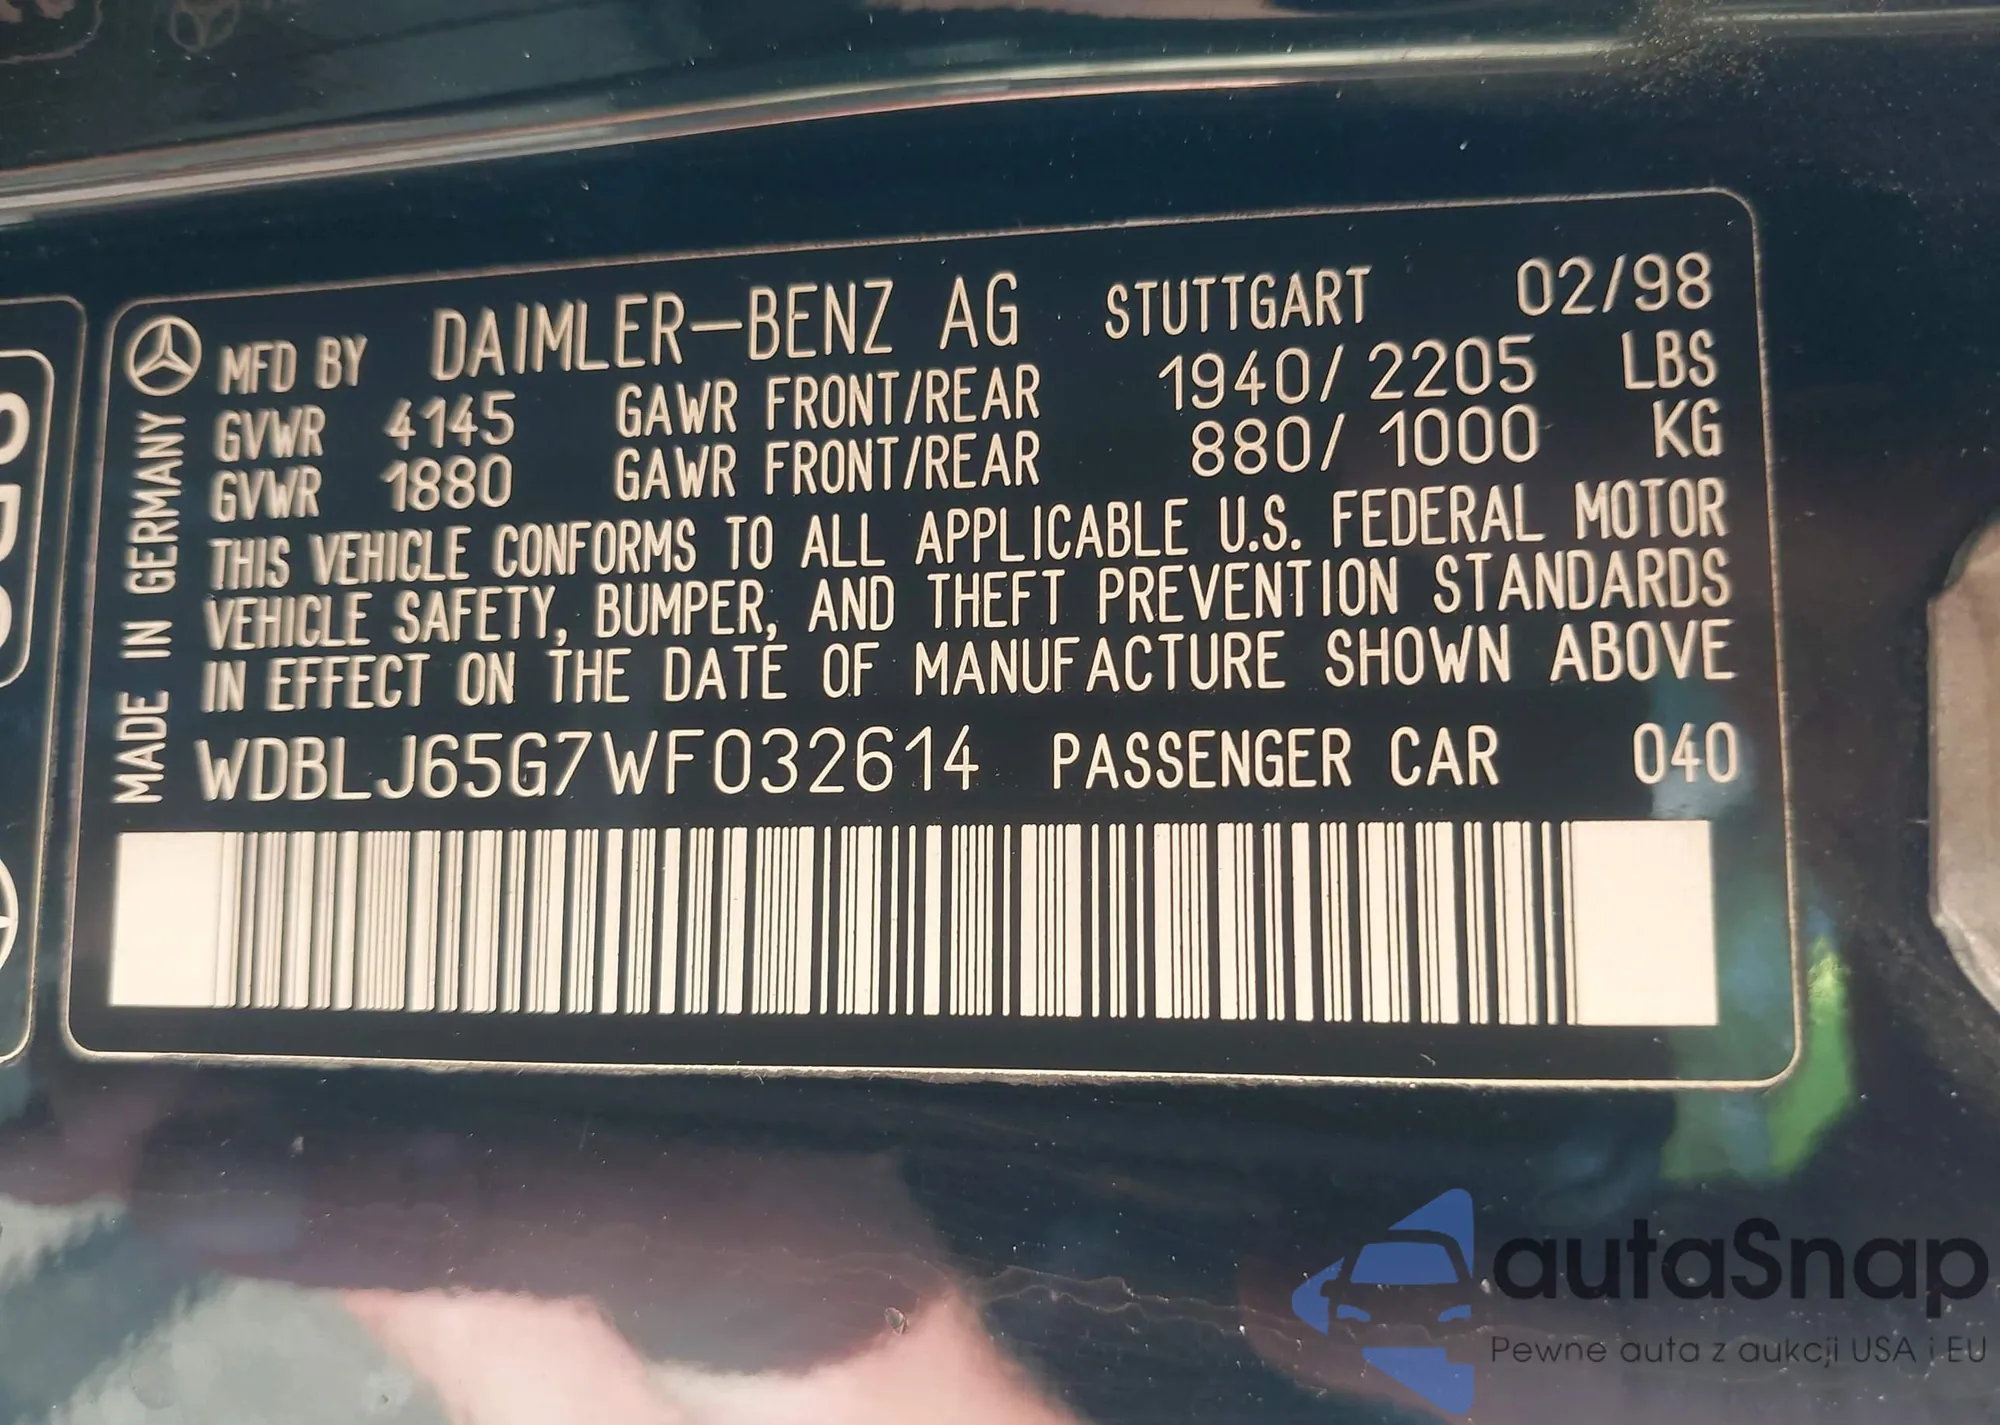 MFD BY DAIMLER-BENZ AG STUTTGART 02/98
GVWR 4145 GAWR FRONT/REAR 1940/2205 LBS
GVWR 1880 GAWR FRONT/REAR 880/1000 KG
THIS VEHICLE CONFORMS TO ALL APPLICABLE U.S. FEDERAL MOTOR
VEHICLE SAFETY, BUMPER, AND THEFT PREVENTION STANDARDS
IN EFFECT ON THE DATE OF MANUFACTURE SHOWN ABOVE
WDBLJ65G7WF032614 PASSENGER CAR 040
MADE IN GERMANY
autaSnap
Pewne auta z aukcji USA i EU